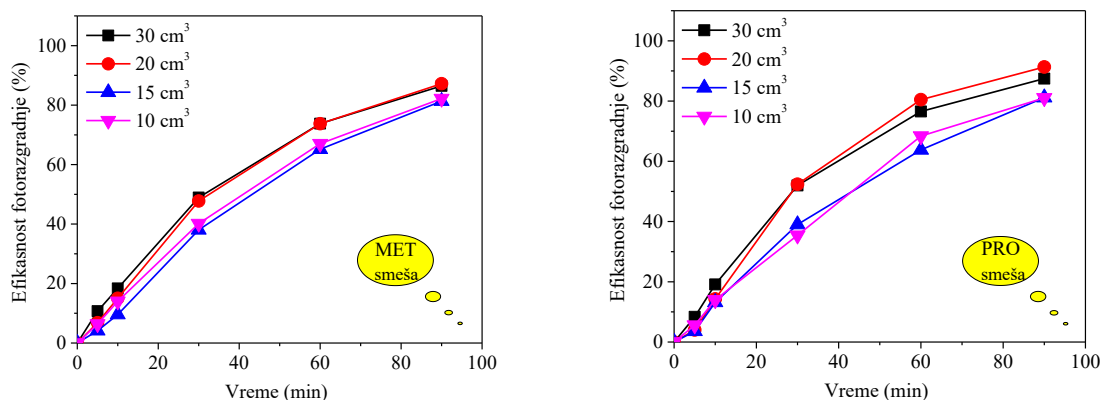 Efikasnost fotorazgradnje (%)
100
80
60
40
20
0
30 cm³
20 cm³
15 cm³
10 cm³
MET
smeša
0 20 40 60 80 100
Vreme (min)
Efikasnost fotorazgradnje (%)
100
80
60
40
20
0
30 cm³
20 cm³
15 cm³
10 cm³
PRO
smeša
0 20 40 60 80 100
Vreme (min)